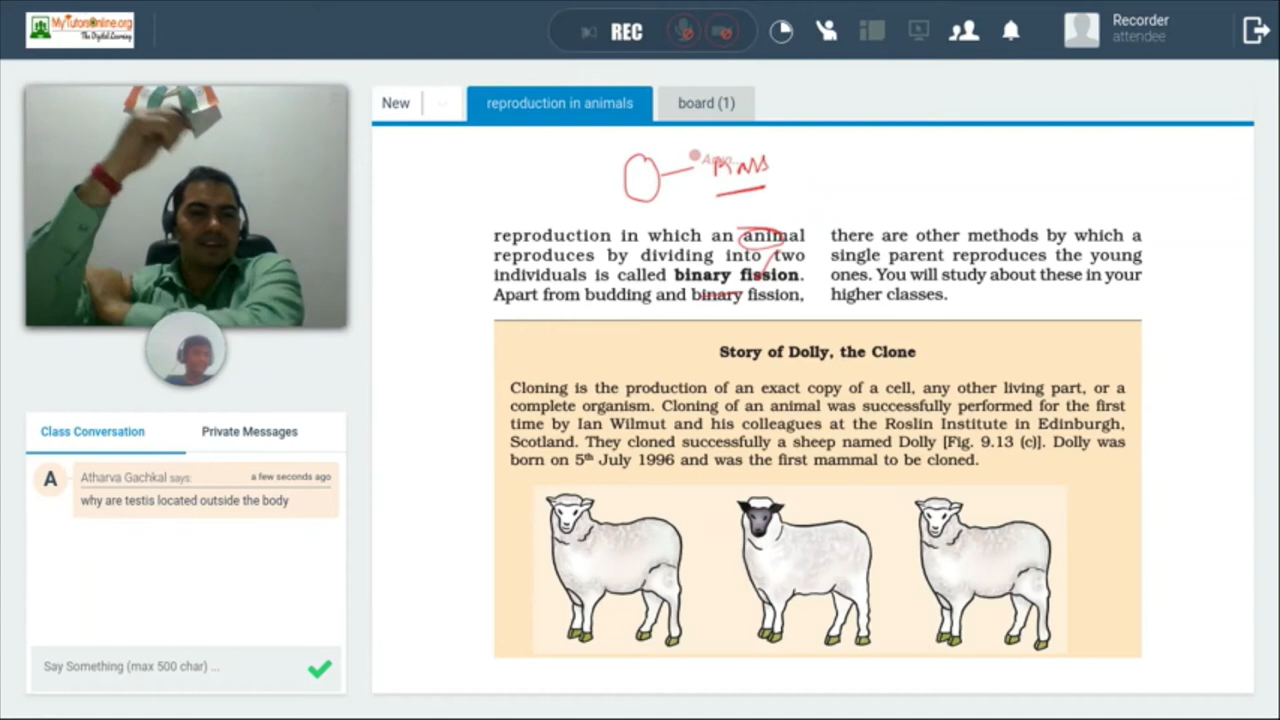 MyTutorsOnline.org
The Digital Learning
REC
Recorder
attendee
New
reproduction in animals
board (1)
reproduction in which an animal
reproduces by dividing into two
individuals is called binary fission.
Apart from budding and binary fission,
there are other methods by which a
single parent reproduces the young
ones. You will study about these in your
higher classes.
Story of Dolly, the Clone
Cloning is the production of an exact copy of a cell, any other living part, or a
complete organism. Cloning of an animal was successfully performed for the first
time by Ian Wilmut and his colleagues at the Roslin Institute in Edinburgh,
Scotland. They cloned successfully a sheep named Dolly [Fig. 9.13 (c)]. Dolly was
born on 5th July 1996 and was the first mammal to be cloned.
Class Conversation
Private Messages
A
Atharva Gachkal says:
a few seconds ago
why are testis located outside the body
Say Something (max 500 char) ...